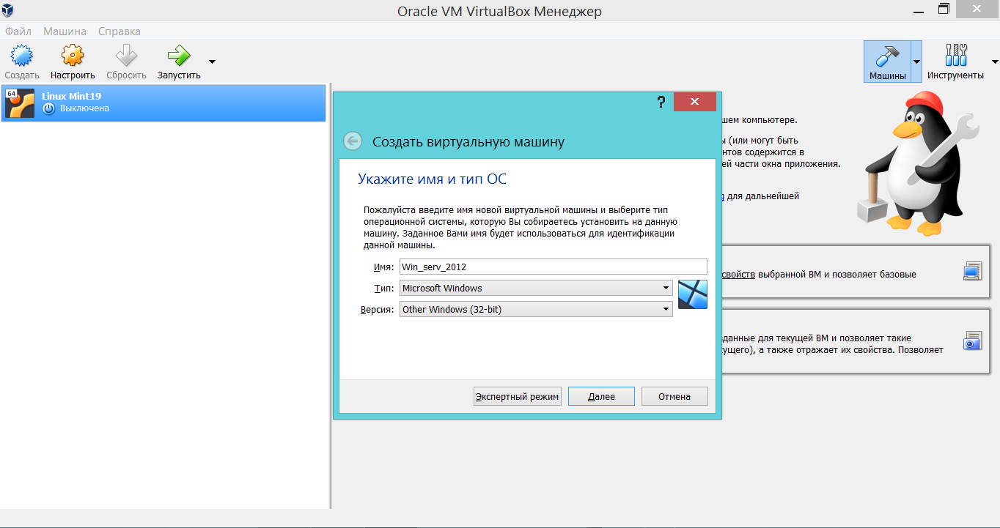 Oracle VM VirtualBox Менеджер
Файл Машина Справка
Создать Настроить Сбросить Запустить Машины Инструменты
64
Linux Mint19
Выключена
?
Создать виртуальную машину
Укажите имя и тип ОС
Пожалуйста введите имя новой виртуальной машины и выберите тип
операционной системы, которую Вы собираетесь установить на данную
машину. Заданное Вами имя будет использоваться для идентификации
данной машины.
Имя: Win_serv_2012
Тип: Microsoft Windows
Версия: Other Windows (32-bit)
Экспертный режим Далее Отмена
шем компьютере.
ы (или могут быть
нтов содержится в
ей части окна приложения.
для дальнейшей
свойств выбранной ВМ и позволяет базовые
данные для текущей ВМ и позволяет такие
кущего), а также отражает их свойства. Позволяет